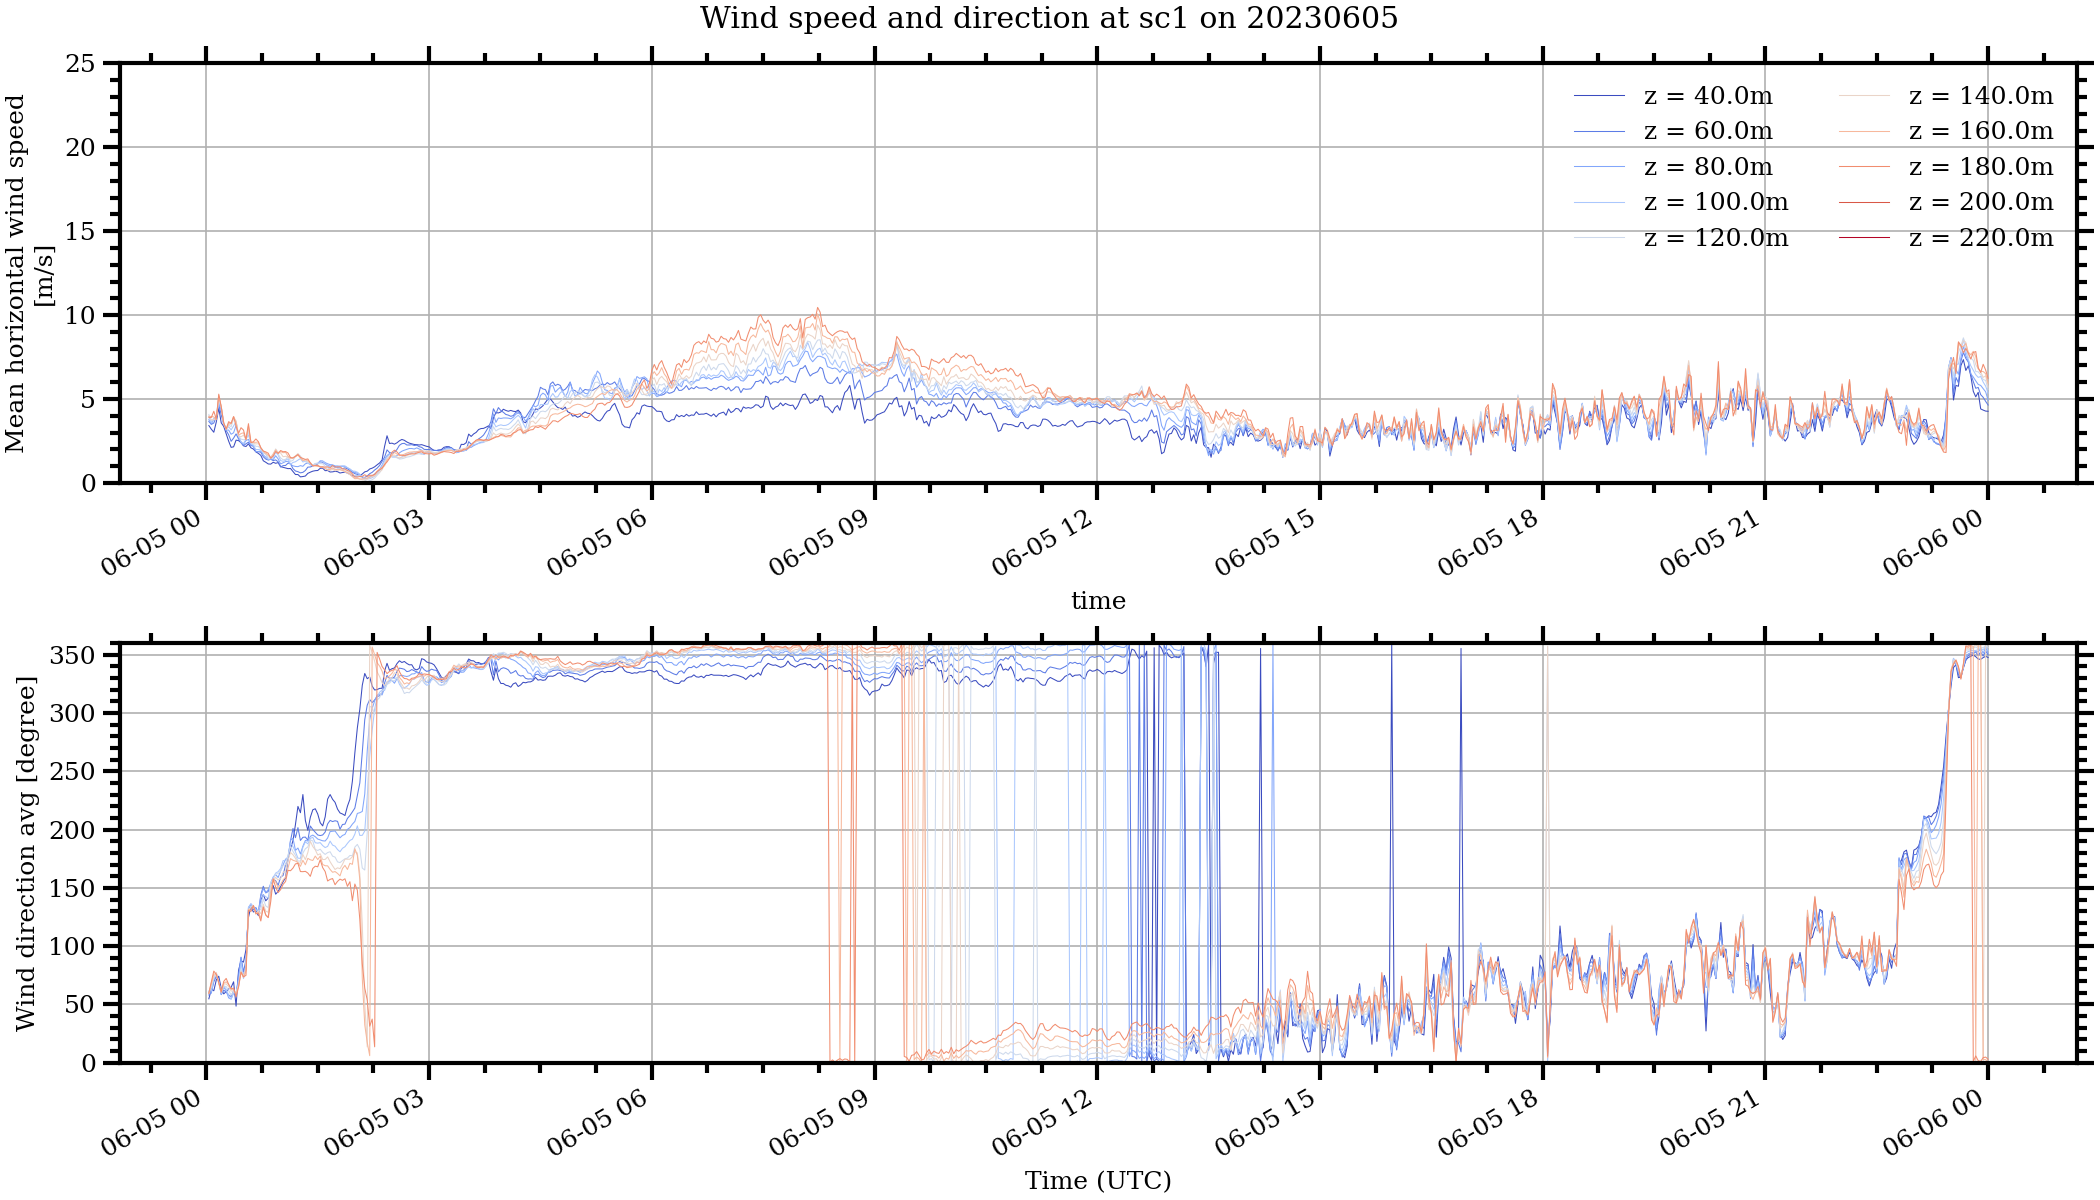 Wind speed and direction at sc1 on 20230605
Mean horizontal wind speed
[m/s]
25
20
15
10
5
0
z = 40.0m
z = 60.0m
z = 80.0m
z = 100.0m
z = 120.0m
z = 140.0m
z = 160.0m
z = 180.0m
z = 200.0m
z = 220.0m
06-05 00
06-05 03
06-05 06
06-05 09
06-05 12
06-05 15
06-05 18
06-05 21
06-06 00
time
Wind direction avg [degree]
350
300
250
200
150
100
50
0
06-05 00
06-05 03
06-05 06
06-05 09
06-05 12
06-05 15
06-05 18
06-05 21
06-06 00
Time (UTC)